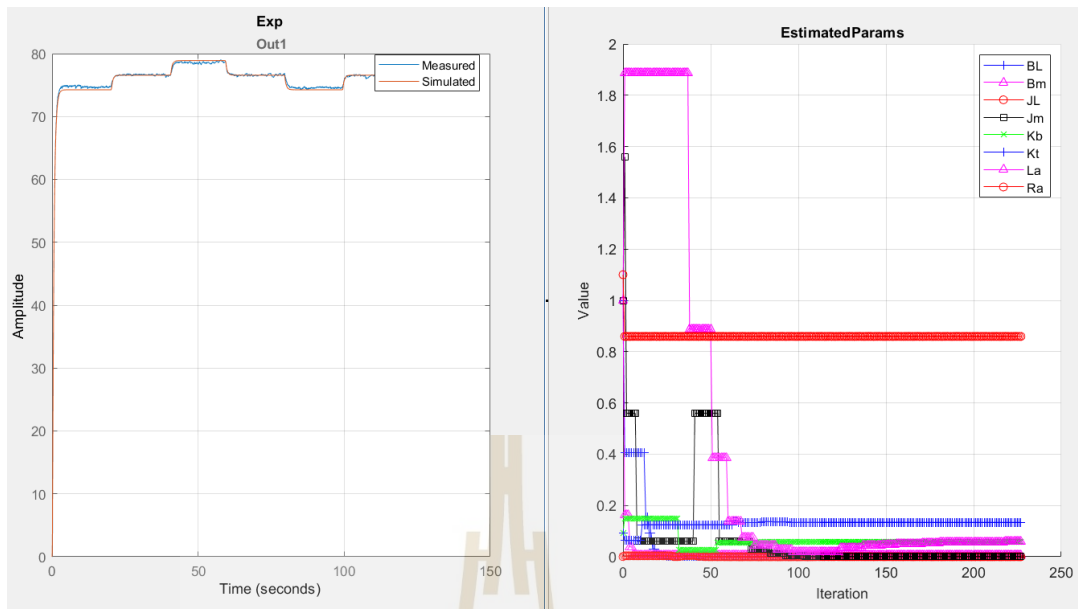 Exp
Out1
Measured
Simulated
80
70
60
50
40
30
20
10
0
0
50
100
150
Amplitude
Time (seconds)
EstimatedParams
BL
Bm
JL
Jm
Kb
Kt
La
Ra
2
1.8
1.6
1.4
1.2
1
0.8
0.6
0.4
0.2
0
0
50
100
150
200
250
Value
Iteration